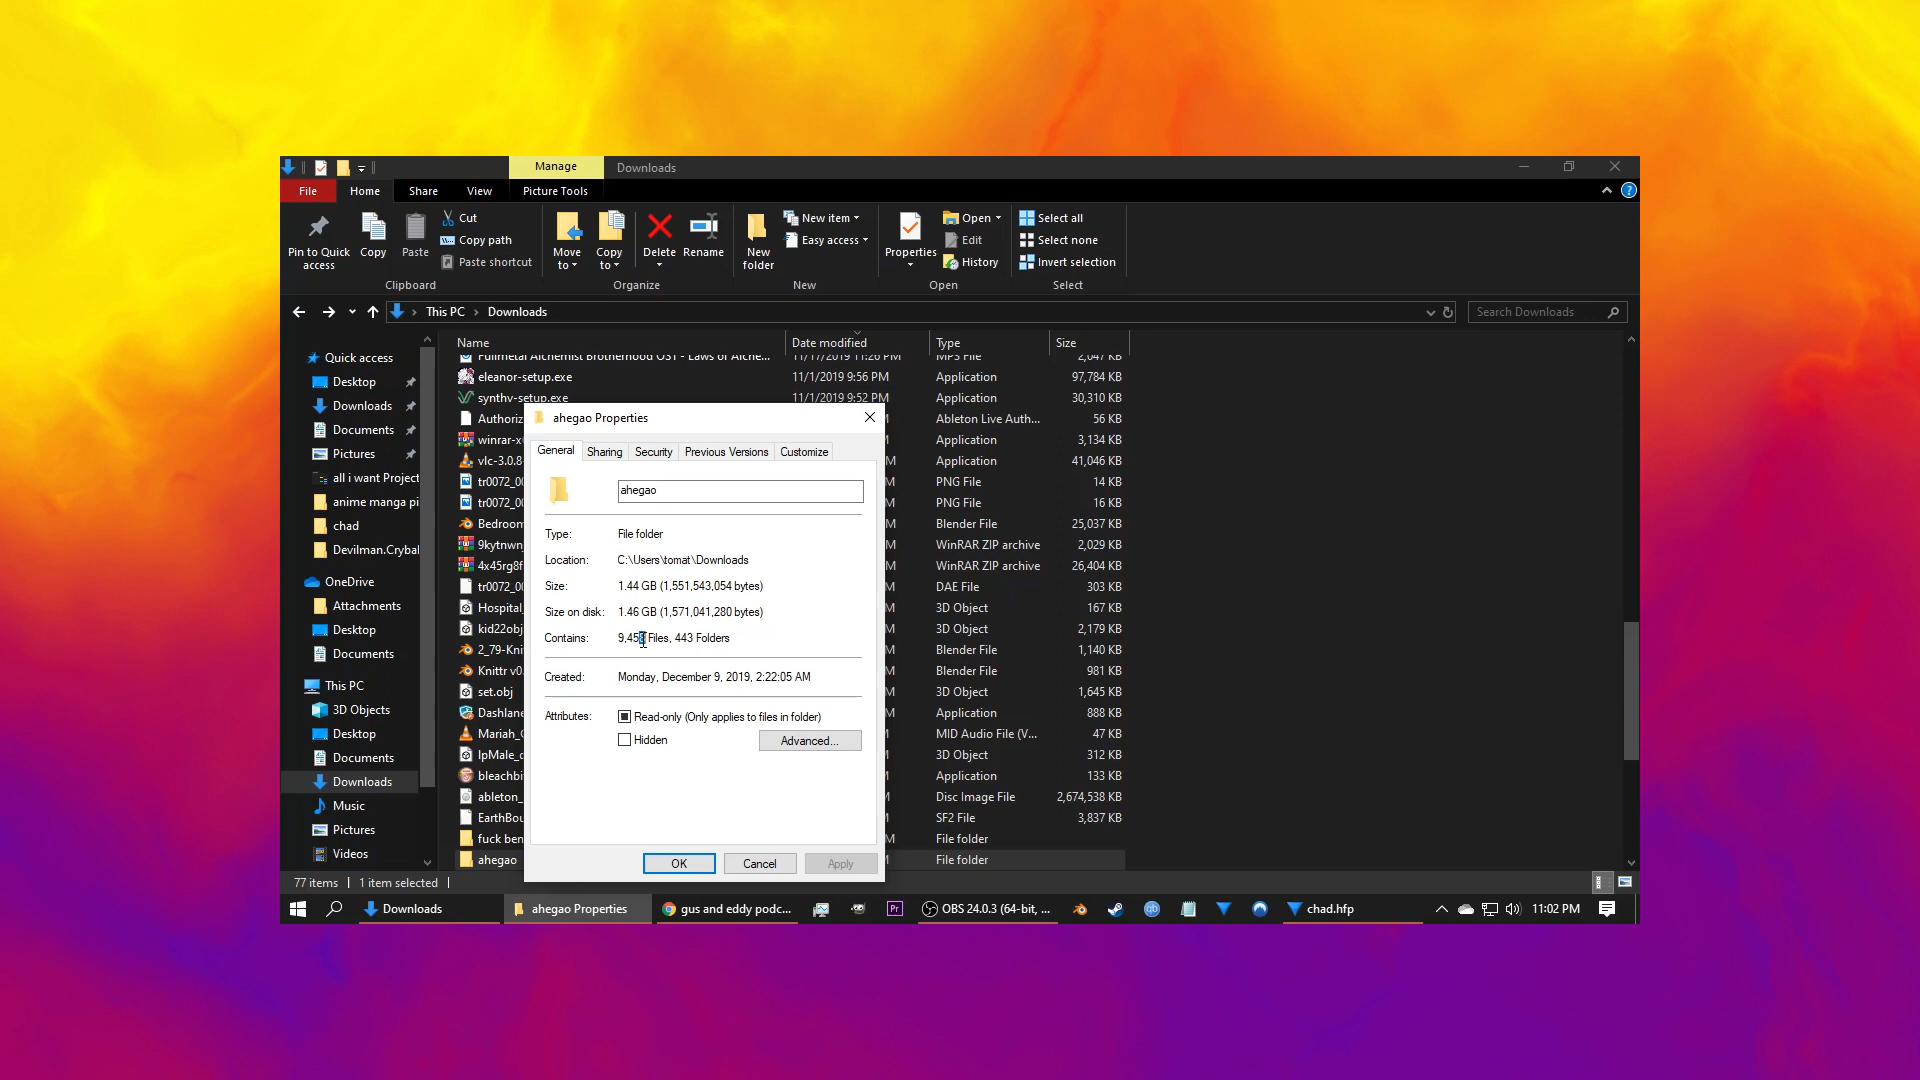 Manage
Downloads
File
Home
Share
View
Picture Tools
Pin to Quick access
Copy
Paste
Cut
Copy path
Paste shortcut
Clipboard
Move to
Copy to
Delete
Rename
Organize
New folder
New item
Easy access
New
Properties
Open
Edit
History
Open
Select all
Select none
Invert selection
Select
This PC > Downloads
Search Downloads
Quick access
Desktop
Downloads
Documents
Pictures
all i want Project
anime manga pi
chad
Devilman.Crybal
OneDrive
Attachments
Desktop
Documents
This PC
3D Objects
Desktop
Documents
Downloads
Music
Pictures
Videos
Name Date modified Type Size
Fullmetal Alchemist Brotherhood OST - Laws of Alche... 11/17/2019 11:26 PM MP3 File 2,047 KB
eleanor-setup.exe 11/1/2019 9:56 PM Application 97,784 KB
synthv-setup.exe 11/1/2019 9:52 PM Application 30,310 KB
Authoriz Ableton Live Auth... 56 KB
winrar-x Application 3,134 KB
vlc-3.0.8 M Application 41,046 KB
tr0072_00 M PNG File 14 KB
tr0072_00 M PNG File 16 KB
Bedroom M Blender File 25,037 KB
9kytnwn M WinRAR ZIP archive 2,029 KB
4x45rg8f M WinRAR ZIP archive 26,404 KB
tr0072_00 M DAE File 303 KB
Hospital_ M 3D Object 167 KB
kid22obj M 3D Object 2,179 KB
2_79-Knit M Blender File 1,140 KB
Knittr v0 M Blender File 981 KB
set.obj M 3D Object 1,645 KB
Dashlane M Application 888 KB
Mariah_C M MID Audio File (V... 47 KB
lpMale_ M 3D Object 312 KB
bleachbi M Application 133 KB
ableton_ M Disc Image File 2,674,538 KB
EarthBou M SF2 File 3,837 KB
fuck ben M File folder
ahegao M File folder
ahegao Properties
General
Sharing
Security
Previous Versions
Customize
ahegao
Type: File folder
Location: C:\Users\tomat\Downloads
Size: 1.44 GB (1,551,543,054 bytes)
Size on disk: 1.46 GB (1,571,041,280 bytes)
Contains: Files, 443 Folders
Created: Monday, December 9, 2019, 2:22:05 AM
Attributes: Read-only (Only applies to files in folder)
Hidden
Advanced...
OK
Cancel
Apply
77 items
1 item selected
Downloads
ahegao Properties
gus and eddy podc...
Pr
OBS 24.0.3 (64-bit, ...
qb
chad.hfp
11:02 PM